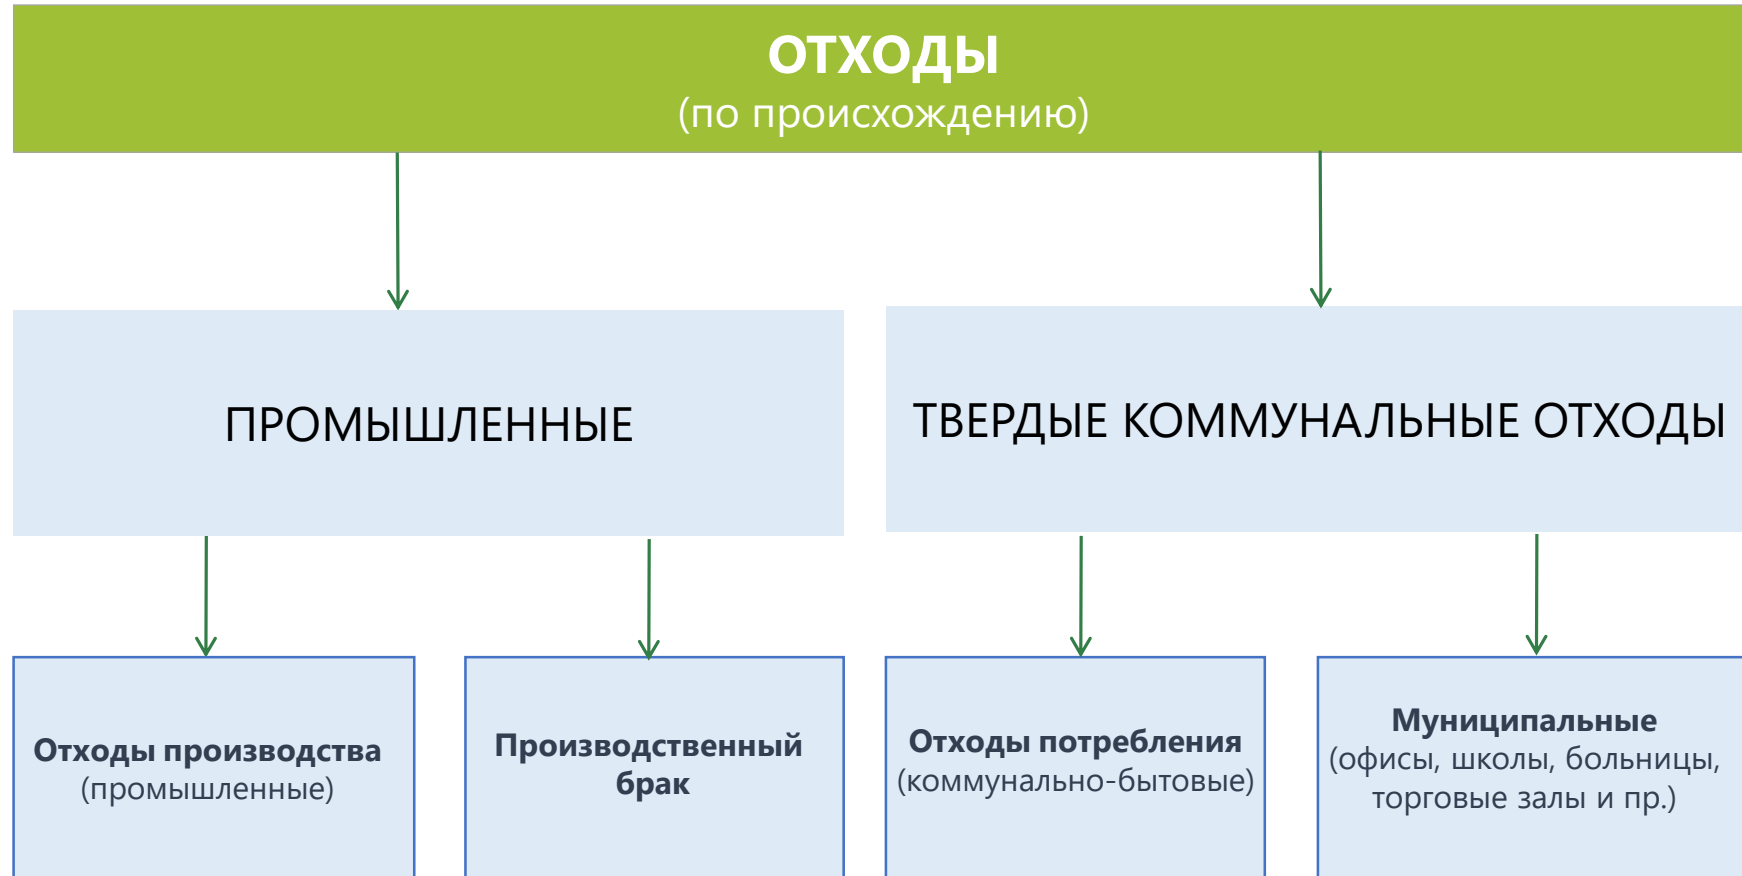 ОТХОДЫ
(по происхождению)
ПРОМЫШЛЕННЫЕ
ТВЕРДЫЕ КОММУНАЛЬНЫЕ ОТХОДЫ
Отходы производства
(промышленные)
Производственный
брак
Отходы потребления
(коммунально-бытовые)
Муниципальные
(офисы, школы, больницы,
торговые залы и пр.)